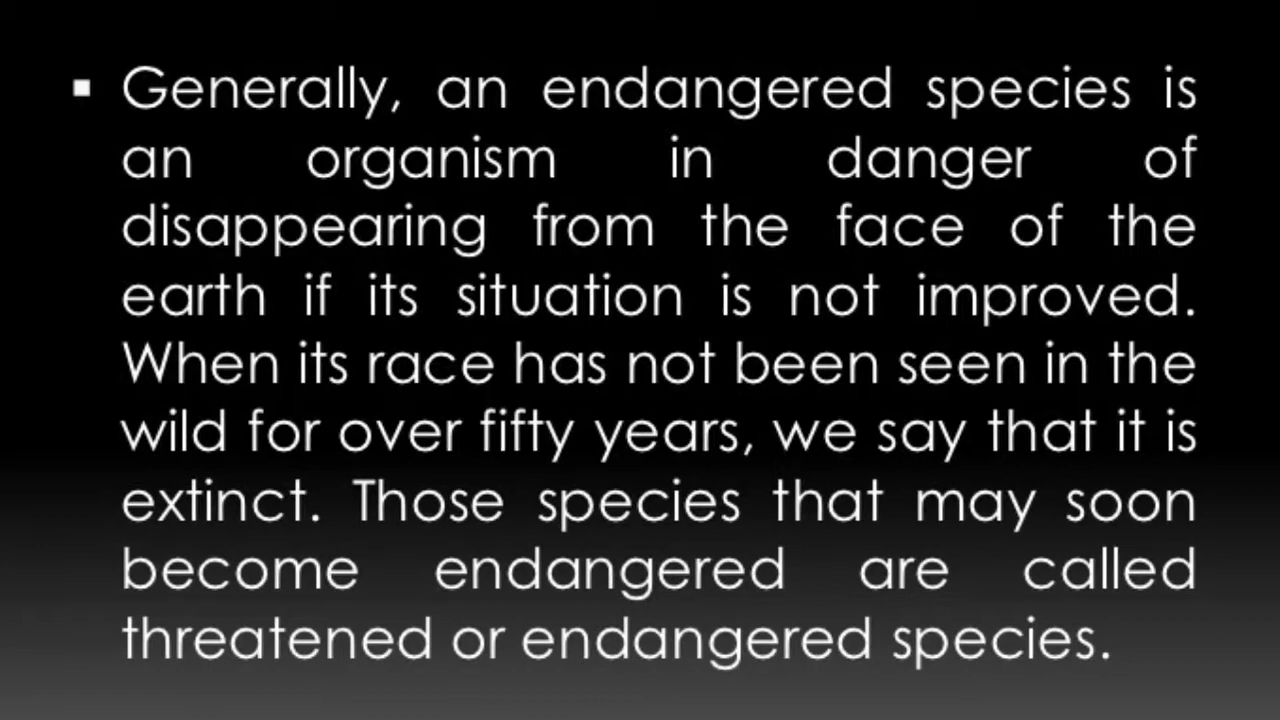 ▪ Generally, an endangered species is
an organism in danger of
disappearing from the face of the
earth if its situation is not improved.
When its race has not been seen in the
wild for over fifty years, we say that it is
extinct. Those species that may soon
become endangered are called
threatened or endangered species.